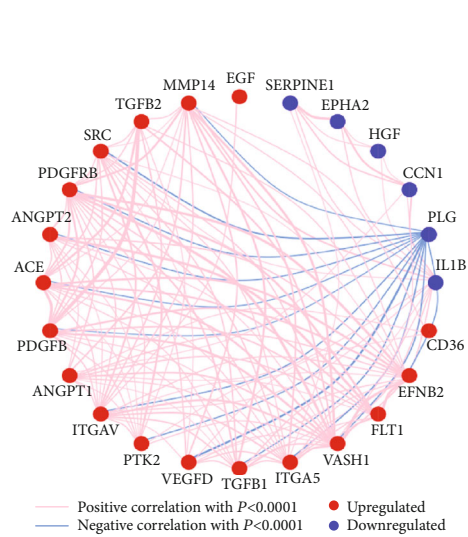 EGF
MMP14
SERPINE1
TGFB2
EPHA2
SRC
HGF
PDGFRB
CCN1
ANGPT2
PLG
ACE
IL1B
PDGFB
CD36
ANGPT1
EFNB2
ITGAV
FLT1
PTK2
VASH1
VEGFD
TGFB1
ITGA5
Positive correlation with P<0.0001
Upregulated
Negative correlation with P<0.0001
Downregulated